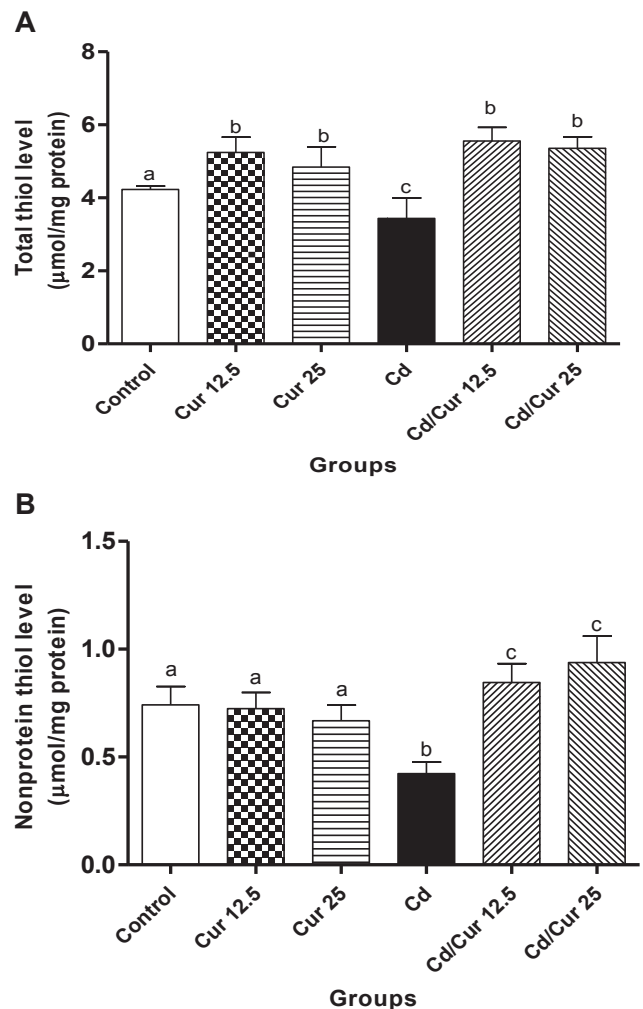 A
Total thiol level
(μmol/mg protein)
8
6
4
2
0
a
b
b
c
b
b
Control
Cur 12.5
Cur 25
Cd
Cd/Cur 12.5
Cd/Cur 25
Groups
B
Nonprotein thiol level
(μmol/mg protein)
1.5
1.0
0.5
0.0
a
a
a
b
c
c
Control
Cur 12.5
Cur 25
Cd
Cd/Cur 12.5
Cd/Cur 25
Groups